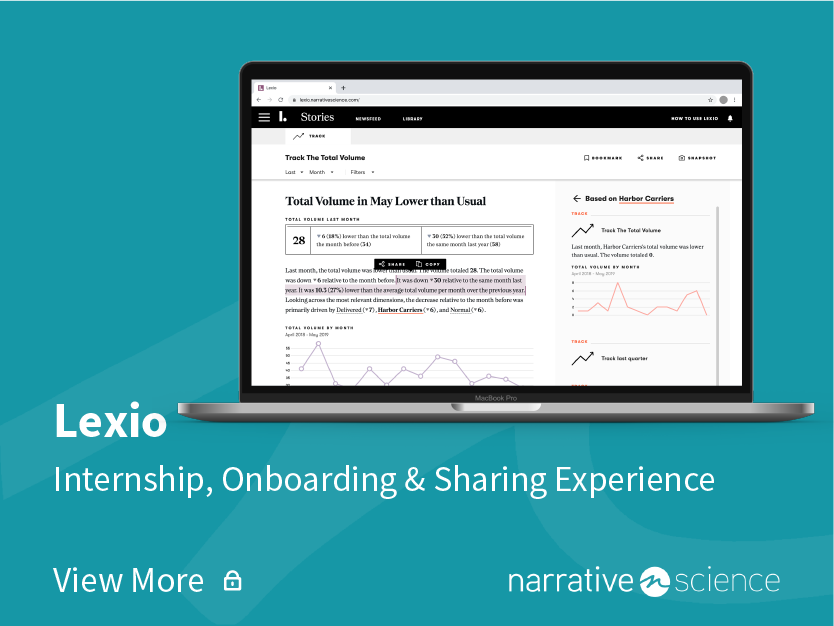 Lexio
lexio.narrativescience.com/
Stories
NEWSFEED
LIBRARY
HOW TO USE LEXIO
TRACK
Track The Total Volume
BOOKMARK
SHARE
SNAPSHOT
Last
Month
Filters
Total Volume in May Lower than Usual
TOTAL VOLUME LAST MONTH
28
6 (18%) lower than the total volume
the month before (34)
30 (52%) lower than the total volume
the same month last year (58)
SHARE
COPY
Last month, the total volume was lower than usual. The volume totaled 28. The total volume
was down 6 relative to the month before. It was down 30 relative to the same month last
year. It was 10.3 (27%) lower than the average total volume per month over the previous year.
Looking across the most relevant dimensions, the decrease relative to the month before was
primarily driven by Delivered (7), Harbor Carriers (6), and Normal (6).
TOTAL VOLUME BY MONTH
April 2018 - May 2019
Based on Harbor Carriers
TRACK
Track The Total Volume
Last month, Harbor Carriers's total volume was lower
than usual. The volume totaled 0.
TOTAL VOLUME BY MONTH
April 2018 - May 2019
TRACK
Track last quarter
MacBook Pro
Lexio
Internship, Onboarding & Sharing Experience
View More
narrative science